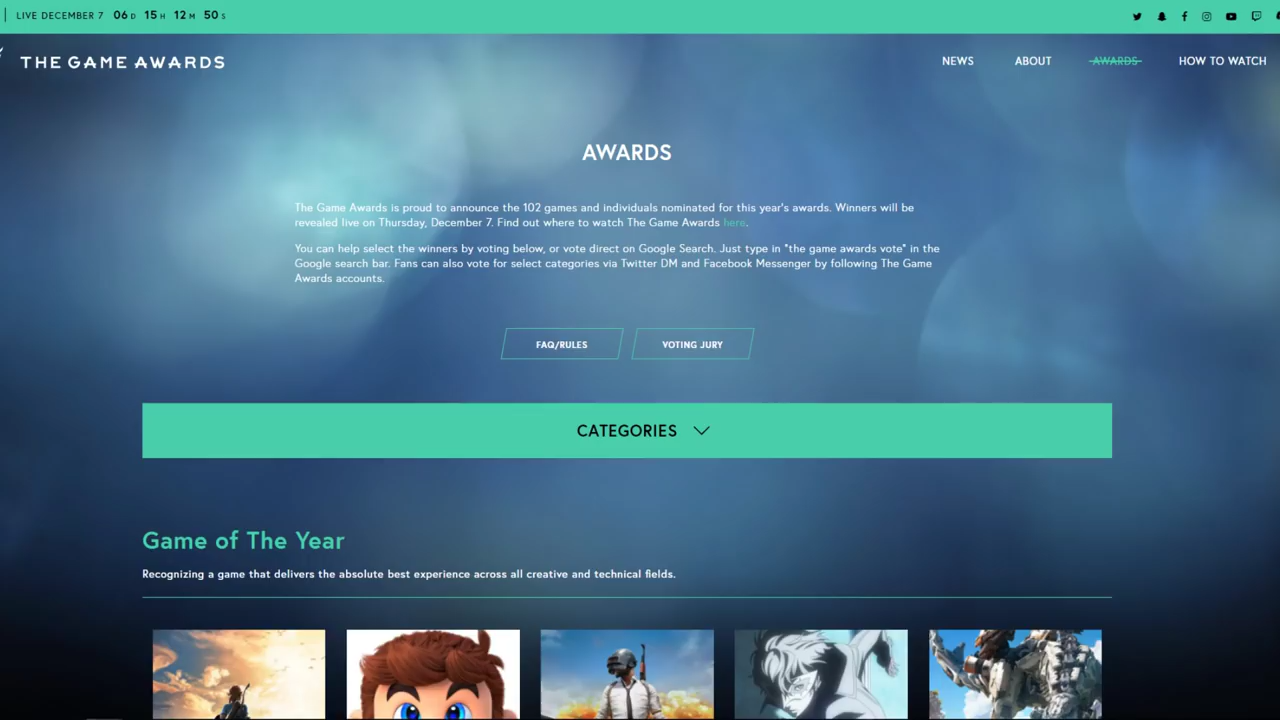 LIVE DECEMBER 7 06 D 15 H 12 M 50 S
THE GAME AWARDS
NEWS ABOUT AWARDS HOW TO WATCH
AWARDS
The Game Awards is proud to announce the 102 games and individuals nominated for this year's awards. Winners will be
revealed live on Thursday, December 7. Find out where to watch The Game Awards here.
You can help select the winners by voting below, or vote direct on Google Search. Just type in "the game awards vote" in the
Google search bar. Fans can also vote for select categories via Twitter DM and Facebook Messenger by following The Game
Awards accounts.
FAQ/RULES VOTING JURY
CATEGORIES
Game of The Year
Recognizing a game that delivers the absolute best experience across all creative and technical fields.